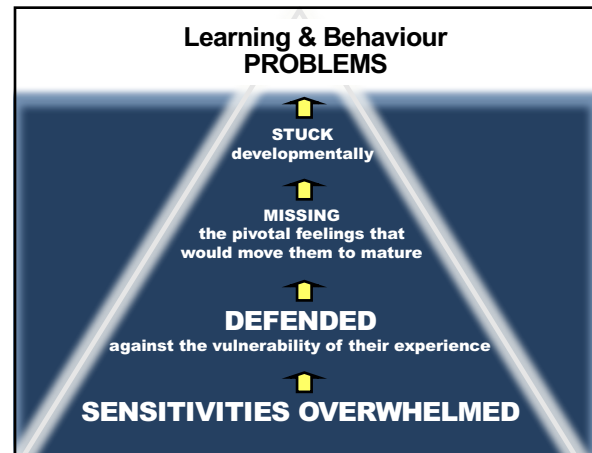 Learning & Behaviour
PROBLEMS
STUCK
developmentally
MISSING
the pivotal feelings that
would move them to mature
DEFENDED
against the vulnerability of their experience
SENSITIVITIES OVERWHELMED